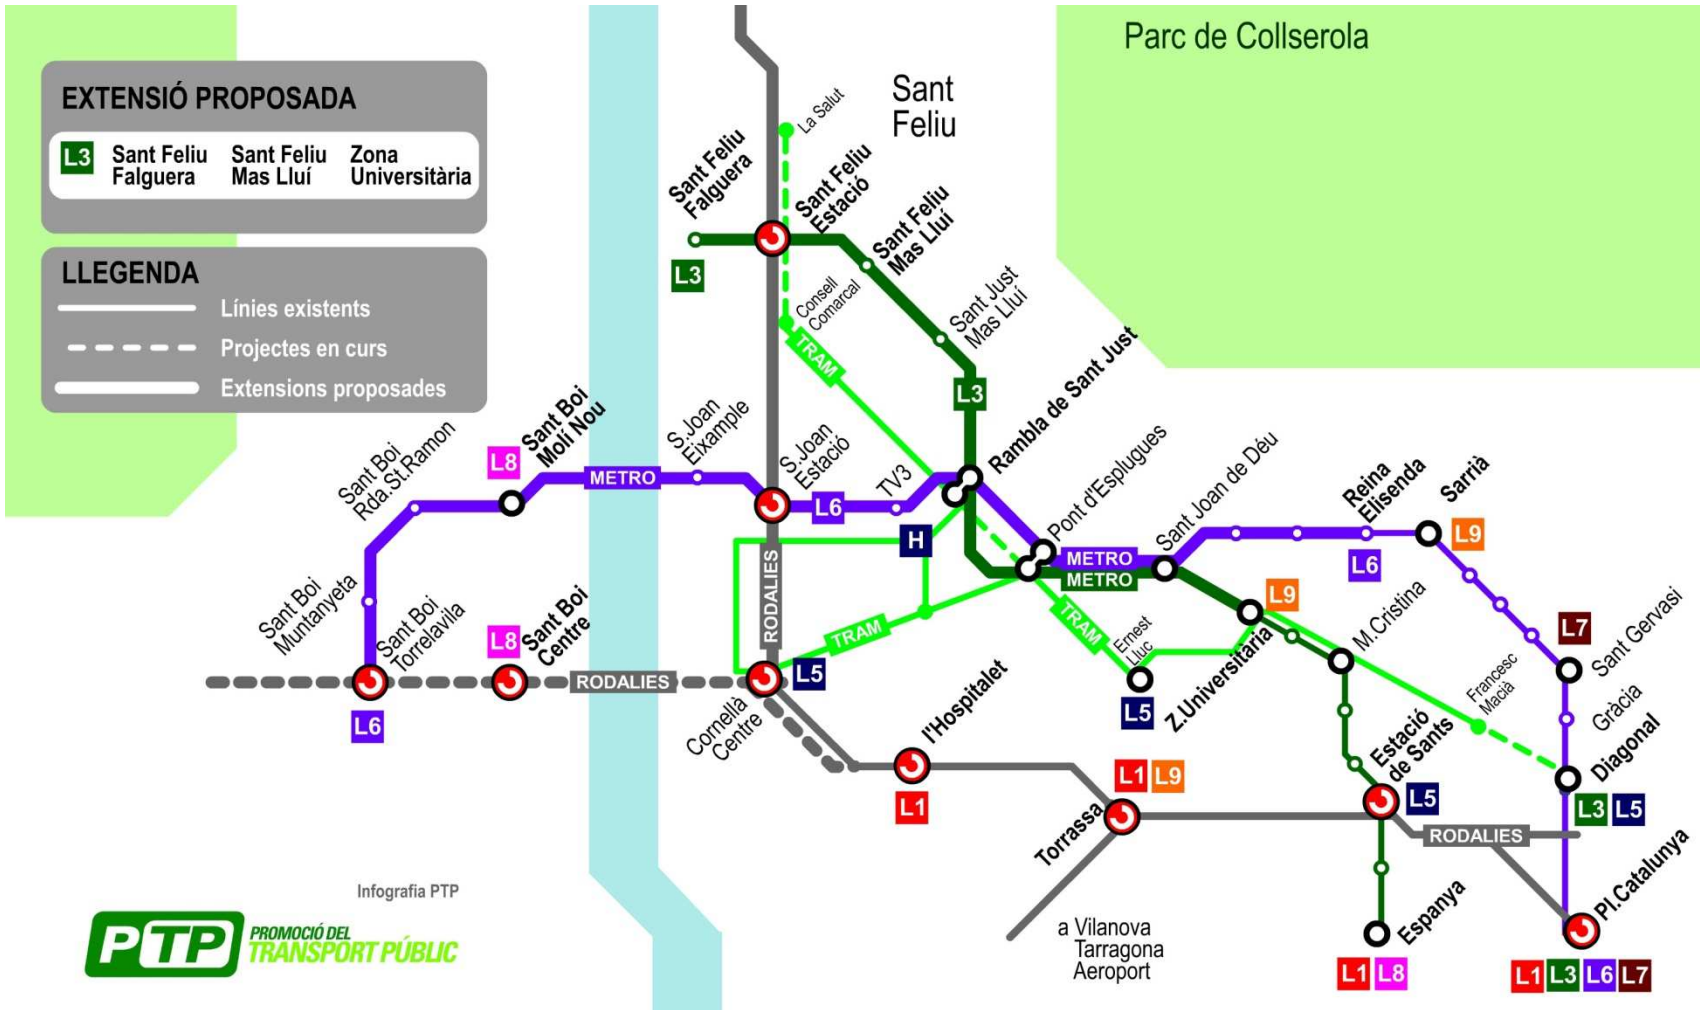 Parc de Collserola
EXTENSIÓ PROPOSADA
L3
Sant Feliu
Falguera
Sant Feliu
Mas Lluí
Zona
Universitària
LLEGENDA
Línies existents
Projectes en curs
Extensions proposades
Sant
Feliu
La Salut
Sant Feliu
Falguera
Sant Feliu
Estació
Sant Feliu
Mas Lluí
L3
Consell
Comarcal
Sant Just
Mas Lluí
TRAM
L3
Rambla de Sant Just
Sant Boi
Rda.St.Ramon
L8
Sant Boi
Molí Nou
METRO
S.Joan
Eixample
S.Joan
Estació
L6
TV3
H
Pont d'Esplugues
METRO
METRO
Sant Joan de Déu
Reina
Elisenda
L6
Sarrià
L9
Sant Boi
Muntanyeta
Sant Boi
Torrelavila
L6
L8
Sant Boi
Centre
RODALIES
RODALIES
TRAM
L5
Cornellà
Centre
TRAM
Ernest
Lluc
L5
L9
Z.Universitària
M.Cristina
Francesc
Macià
L7
Sant Gervasi
Gràcia
Diagonal
L3 L5
l'Hospitalet
L1
L1 L9
Torrassa
Estació
de Sants
L5
RODALIES
Espanya
L1 L8
Pl.Catalunya
L1 L3 L6 L7
a Vilanova
Tarragona
Aeroport
Infografia PTP
PTP
PROMOCIÓ DEL
TRANSPORT PÚBLIC